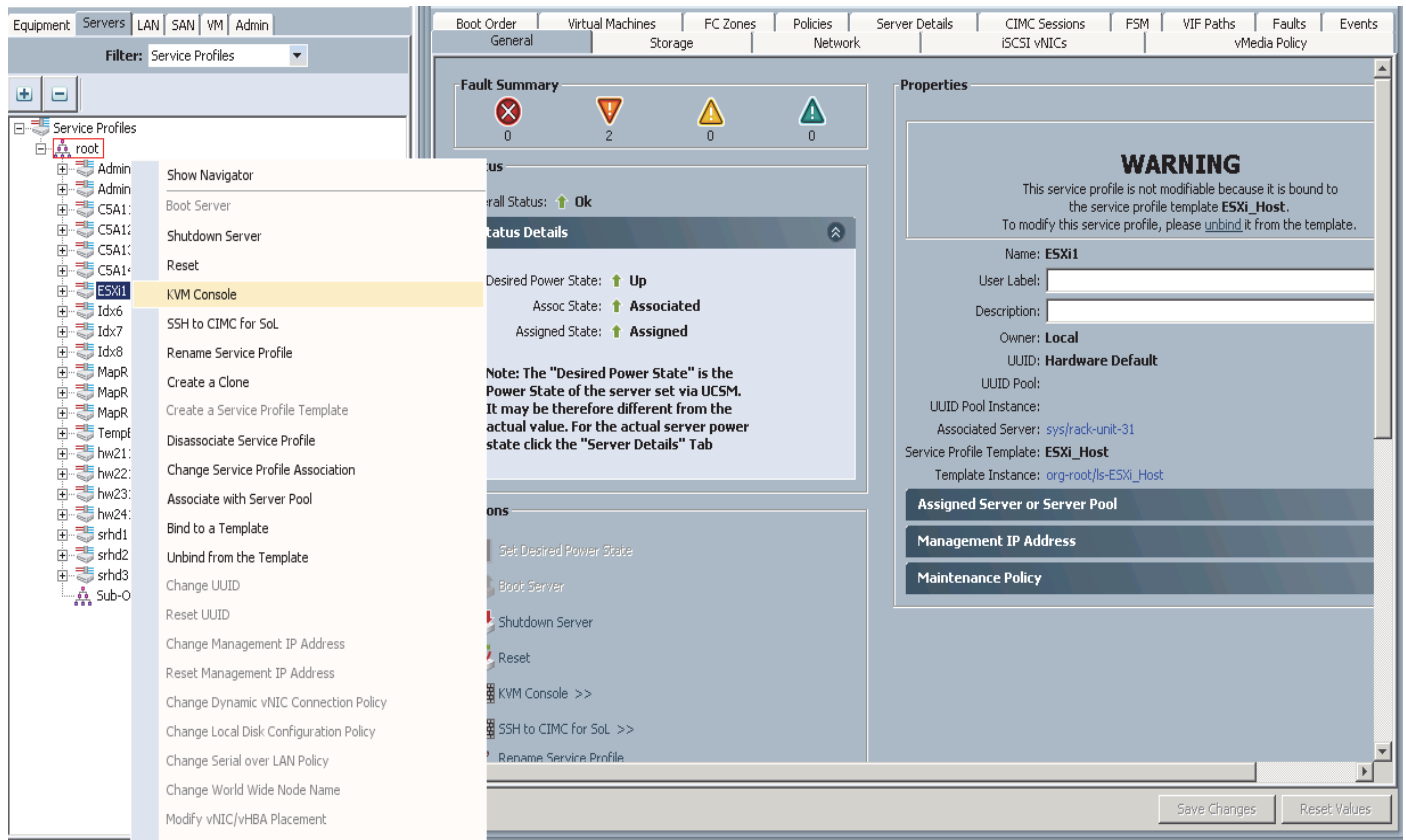 Equipment Servers LAN SAN VM Admin
Filter: Service Profiles
Service Profiles
root
Admin
Admin
C5A11
C5A12
C5A13
C5A14
ESXi1
Idx6
Idx7
Idx8
MapR
MapR
MapR
Temp
hw21
hw22
hw23
hw24
srhd1
srhd2
srhd3
Sub-O
Show Navigator
Boot Server
Shutdown Server
Reset
KVM Console
SSH to CIMC for SoL
Rename Service Profile
Create a Clone
Create a Service Profile Template
Disassociate Service Profile
Change Service Profile Association
Associate with Server Pool
Bind to a Template
Unbind from the Template
Change UUID
Reset UUID
Change Management IP Address
Reset Management IP Address
Change Dynamic vNIC Connection Policy
Change Local Disk Configuration Policy
Change Serial over LAN Policy
Change World Wide Node Name
Modify vNIC/vHBA Placement
Boot Order Virtual Machines FC Zones Policies Server Details CIMC Sessions FSM VIF Paths Faults Events
General Storage Network iSCSI vNICs vMedia Policy
Fault Summary
0 2 0 0
us
rall Status: Ok
tatus Details
Desired Power State: Up
Assoc State: Associated
Assigned State: Assigned
Note: The "Desired Power State" is the
Power State of the server set via UCSM.
It may be therefore different from the
actual value. For the actual server power
state click the "Server Details" Tab
ons
Set Desired Power State
Boot Server
Shutdown Server
Reset
KVM Console >>
SSH to CIMC for SoL >>
Rename Service Profile
Properties
WARNING
This service profile is not modifiable because it is bound to
the service profile template ESXi_Host.
To modify this service profile, please unbind it from the template.
Name: ESXi1
User Label:
Description:
Owner: Local
UUID: Hardware Default
UUID Pool:
UUID Pool Instance:
Associated Server: sys/rack-unit-31
Service Profile Template: ESXi_Host
Template Instance: org-root/ls-ESXi_Host
Assigned Server or Server Pool
Management IP Address
Maintenance Policy
Save Changes Reset Values